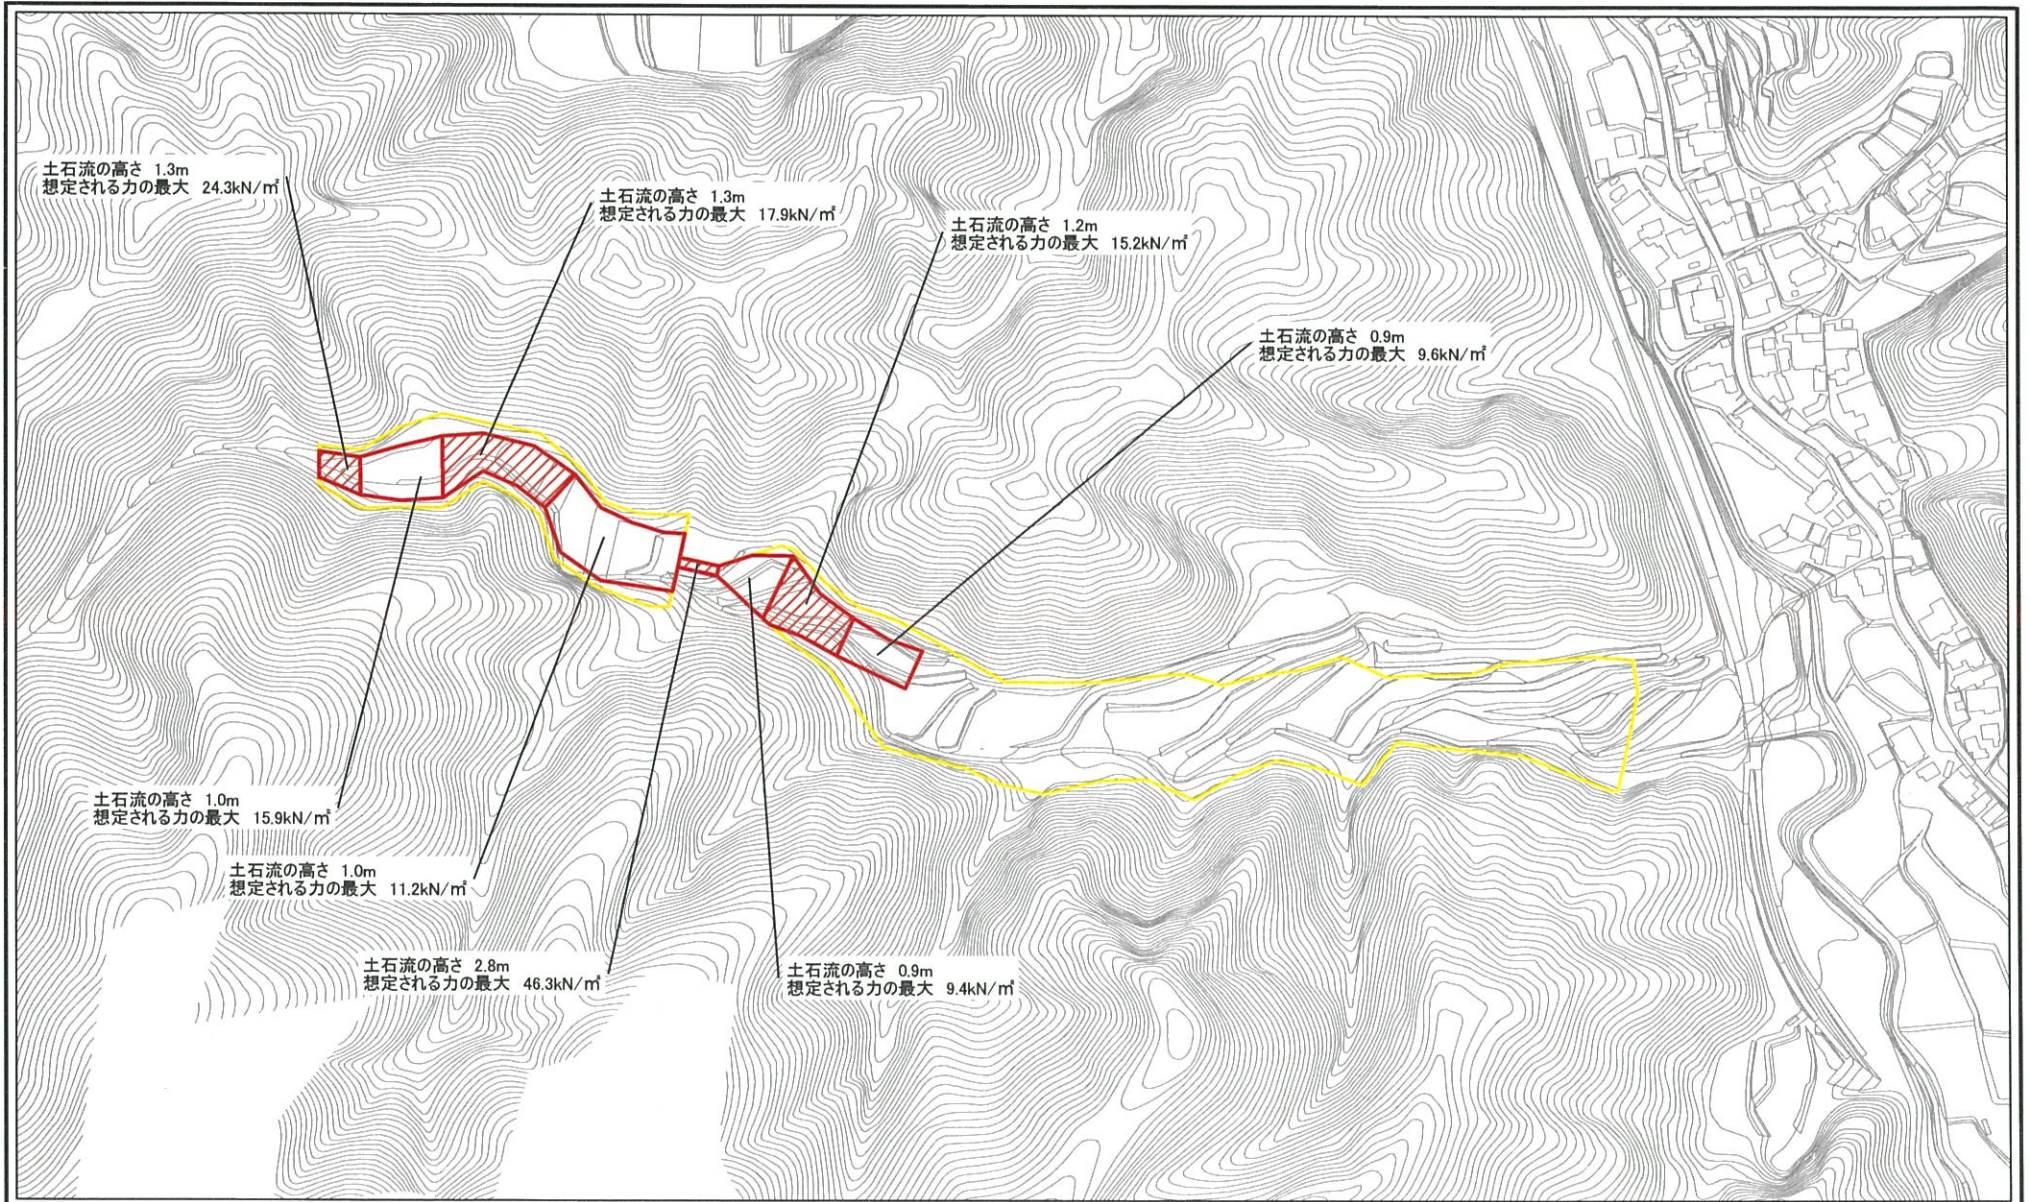 土石流の高さ 1.3m
想定される力の最大 24.3kN/㎡
土石流の高さ 1.3m
想定される力の最大 17.9kN/㎡
土石流の高さ 1.2m
想定される力の最大 15.2kN/㎡
土石流の高さ 0.9m
想定される力の最大 9.6kN/㎡
土石流の高さ 1.0m
想定される力の最大 15.9kN/㎡
土石流の高さ 1.0m
想定される力の最大 11.2kN/㎡
土石流の高さ 2.8m
想定される力の最大 46.3kN/㎡
土石流の高さ 0.9m
想定される力の最大 9.4kN/㎡